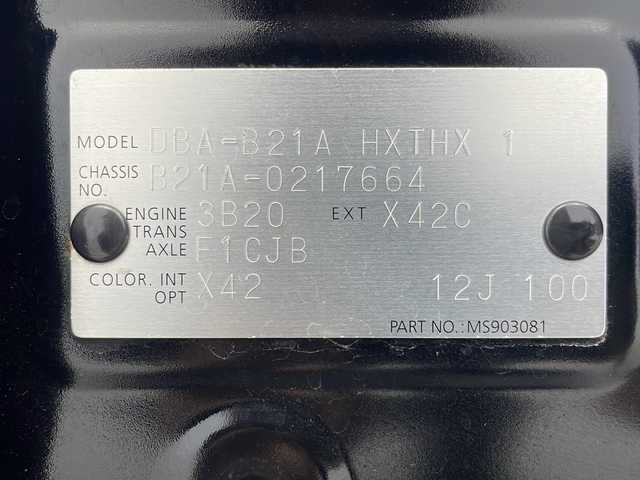 MODEL DBA-B21A HXTHX 1
CHASSIS NO. B21A-0217664
ENGINE 3B20 EXT X42C
TRANS AXLE F1CJB
COLOR. INT OPT X42 12J 100
PART NO.: MS903081